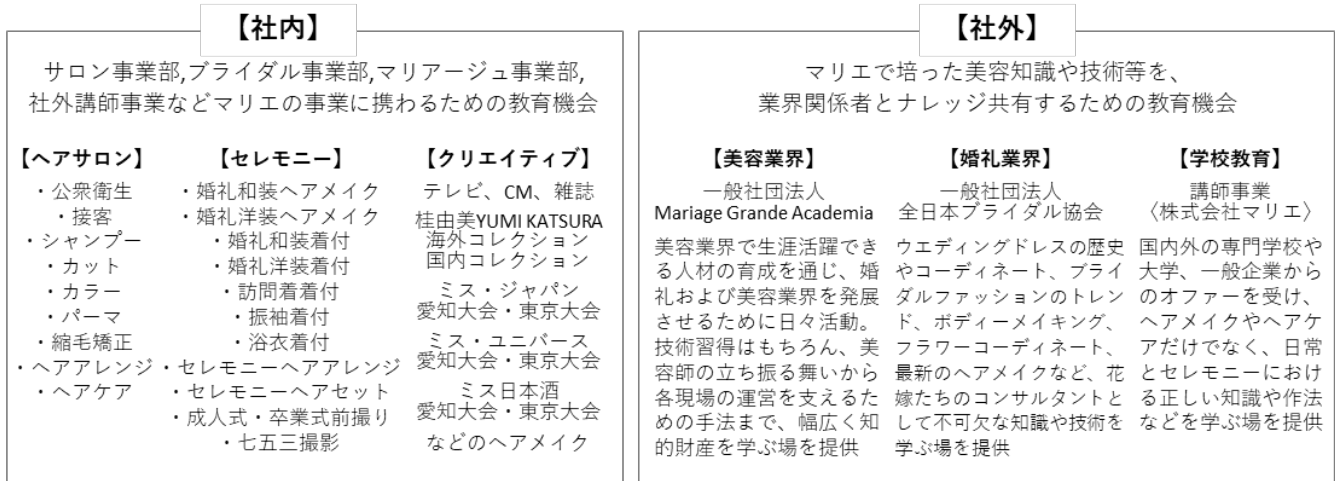 【社内】
サロン事業部,ブライダル事業部,マリアージュ事業部,
社外講師事業などマリエの事業に携わるための教育機会
【ヘアサロン】
・公衆衛生
・接客
・シャンプー
・カット
・カラー
・パーマ
・縮毛矯正
・ヘアアレンジ
・ヘアケア
【セレモニー】
・婚礼和装ヘアメイク
・婚礼洋装ヘアメイク
・婚礼和装着付
・婚礼洋装着付
・訪問着着付
・振袖着付
・浴衣着付
・セレモニーヘアアレンジ
・セレモニーヘアセット
・成人式・卒業式前撮り
・七五三撮影
【クリエイティブ】
テレビ、CM、雑誌
桂由美YUMI KATSURA
海外コレクション
国内コレクション
ミス・ジャパン
愛知大会・東京大会
ミス・ユニバース
愛知大会・東京大会
ミス日本酒
愛知大会・東京大会
などのヘアメイク
【社外】
マリエで培った美容知識や技術等を、
業界関係者とナレッジ共有するための教育機会
【美容業界】
一般社団法人
Mariage Grande Academia
美容業界で生涯活躍でき
る人材の育成を通じ、婚
礼および美容業界を発展
させるために日々活動。
技術習得はもちろん、美
容師の立ち振る舞いから
各現場の運営を支えるた
めの手法まで、幅広く知
的財産を学ぶ場を提供
【婚礼業界】
一般社団法人
全日本ブライダル協会
ウエディングドレスの歴史
やコーディネート、ブライ
ダルファッションのトレン
ド、ボディーメイキング、
フラワーコーディネート、
最新のヘアメイクなど、花
嫁たちのコンサルタントと
して不可欠な知識や技術を
学ぶ場を提供
【学校教育】
講師事業
〈株式会社マリエ〉
国内外の専門学校や
大学、一般企業から
のオファーを受け、
ヘアメイクやヘアケ
アだけでなく、日常
とセレモニーにおけ
る正しい知識や作法
などを学ぶ場を提供